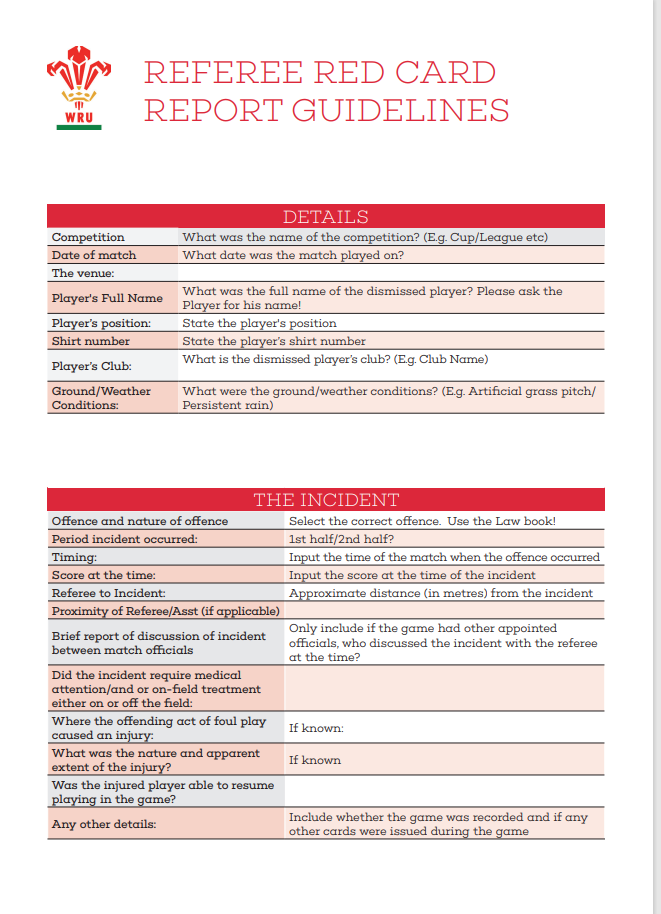 WRU
REFEREE RED CARD
REPORT GUIDELINES
DETAILS
Competition What was the name of the competition? (E.g. Cup/League etc)
Date of match What date was the match played on?
The venue:
Player's Full Name What was the full name of the dismissed player? Please ask the
Player for his name!
Player's position: State the player's position
Shirt number State the player's shirt number
Player's Club: What is the dismissed player's club? (E.g. Club Name)
Ground/Weather What were the ground/weather conditions? (E.g. Artificial grass pitch/
Conditions: Persistent rain)
THE INCIDENT
Offence and nature of offence Select the correct offence. Use the Law book!
Period incident occurred: 1st half/2nd half?
Timing: Input the time of the match when the offence occurred
Score at the time: Input the score at the time of the incident
Referee to Incident: Approximate distance (in metres) from the incident
Proximity of Referee/Asst (if applicable)
Brief report of discussion of incident
between match officials
Only include if the game had other appointed
officials, who discussed the incident with the referee
at the time?
Did the incident require medical
attention/and or on-field treatment
either on or off the field:
Where the offending act of foul play
caused an injury:
If known:
What was the nature and apparent
extent of the injury?
If known
Was the injured player able to resume
playing in the game?
Any other details:
Include whether the game was recorded and if any
other cards were issued during the game